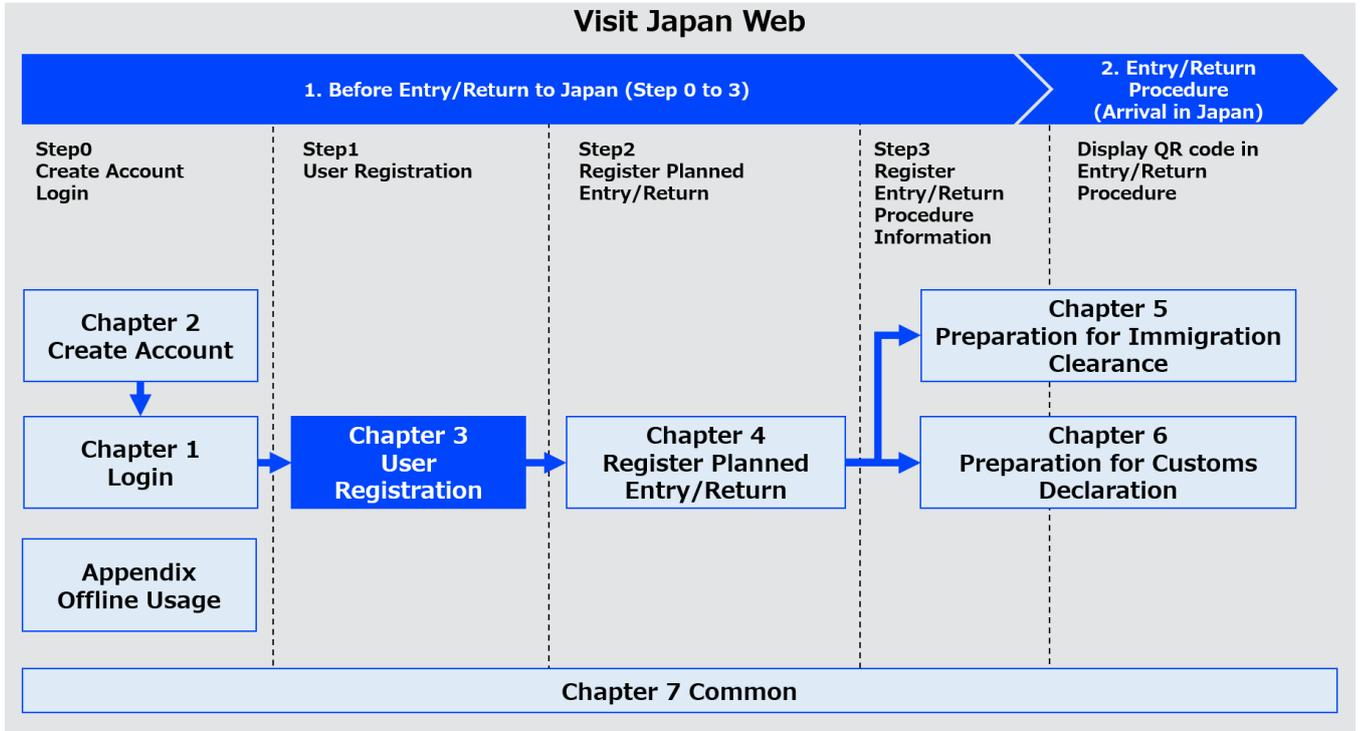 Visit Japan Web
1. Before Entry/Return to Japan (Step 0 to 3)
2. Entry/Return
Procedure
(Arrival in Japan)
Step0
Create Account
Login
Step1
User Registration
Step2
Register Planned
Entry/Return
Step3
Register
Entry/Return
Procedure
Information
Display QR code in
Entry/Return
Procedure
Chapter 2
Create Account
Chapter 1
Login
Appendix
Offline Usage
Chapter 3
User
Registration
Chapter 4
Register Planned
Entry/Return
Chapter 5
Preparation for Immigration
Clearance
Chapter 6
Preparation for Customs
Declaration
Chapter 7 Common